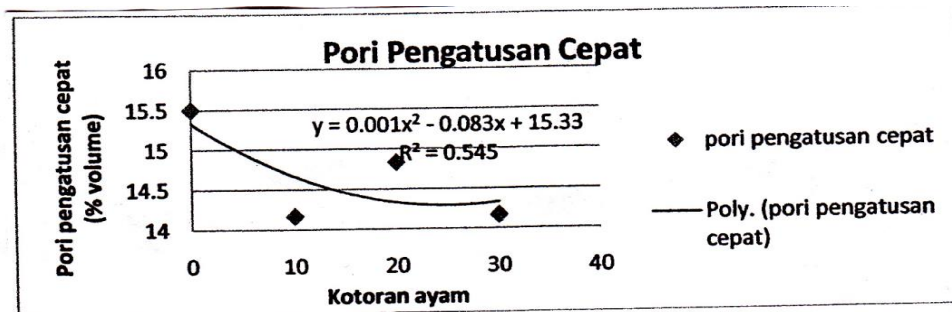 Pori Pengatusan Cepat
Pori pengatusan cepat
(% volume)
16
15.5
15
14.5
14
y = 0.001x² - 0.083x + 15.33
R² = 0.545
0 10 20 30 40
Kotoran ayam
pori pengatusan cepat
Poly. (pori pengatusan
cepat)